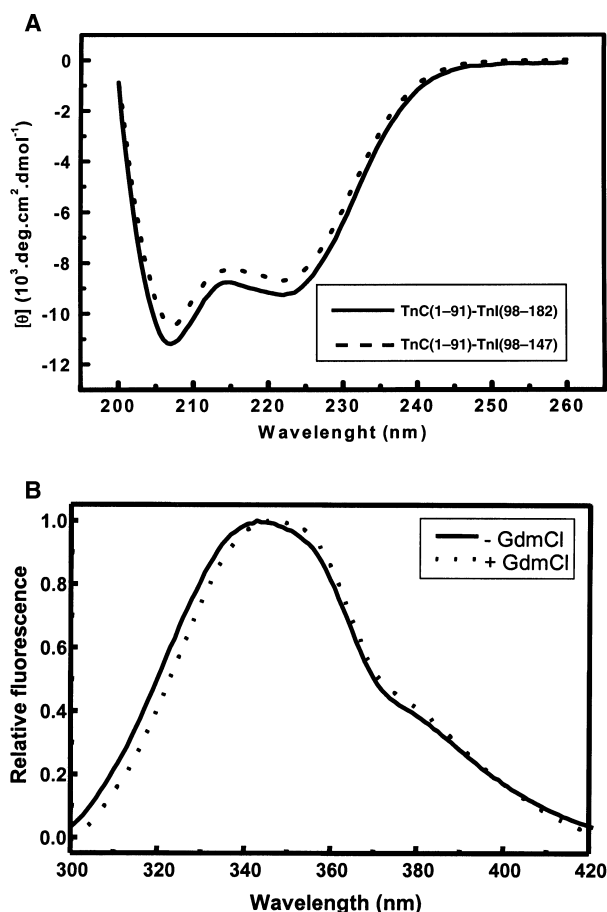 A
0
-2
-4
-6
-8
-10
-12
[θ] (10³.deg.cm².dmol⁻¹)
TnC(1–91)-TnI(98–182)
TnC(1–91)-TnI(98–147)
200 210 220 230 240 250 260
Wavelenght (nm)
B
1.0
0.8
0.6
0.4
0.2
0.0
Relative fluorescence
- GdmCl
+ GdmCl
300 320 340 360 380 400 420
Wavelength (nm)